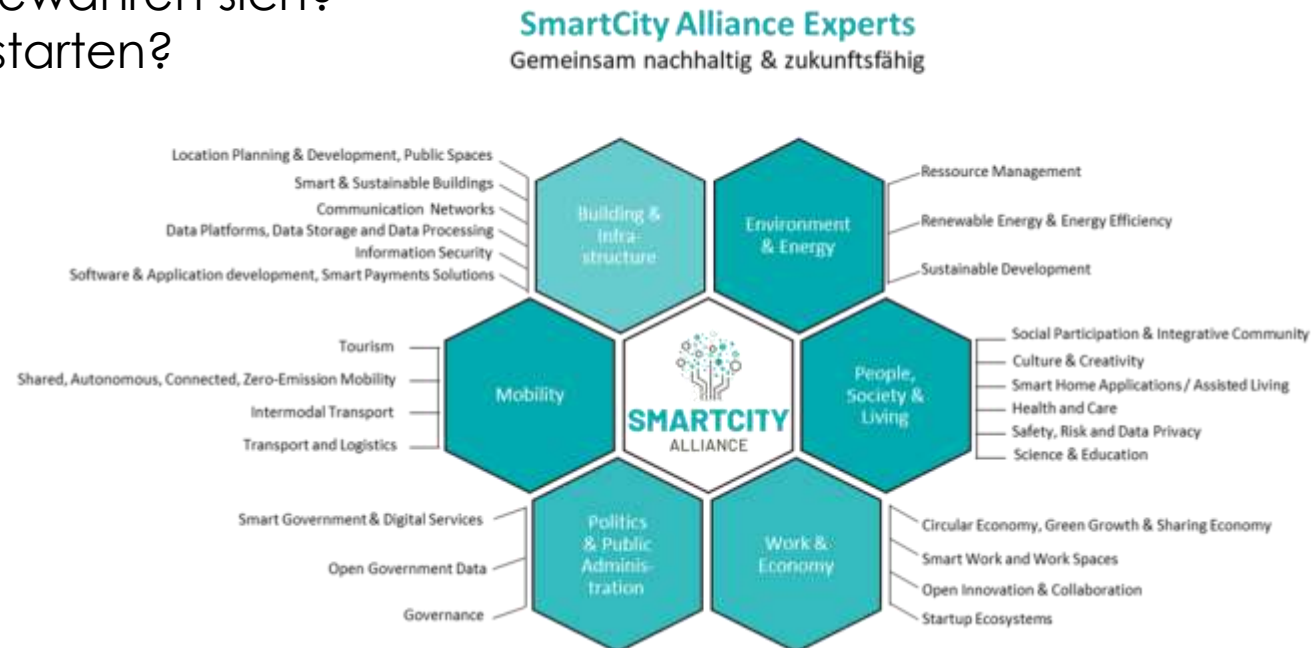 bewähren sich?
starten?
SmartCity Alliance Experts
Gemeinsam nachhaltig & zukunftsfähig
Location Planning & Development, Public Spaces
Smart & Sustainable Buildings
Communication Networks
Data Platforms, Data Storage and Data Processing
Information Security
Software & Application development, Smart Payments Solutions
Building &
Infra-
structure
Environment
& Energy
Ressource Management
Renewable Energy & Energy Efficiency
Sustainable Development
Tourism
Shared, Autonomous, Connected, Zero-Emission Mobility
Intermodal Transport
Transport and Logistics
Mobility
SMARTCITY
ALLIANCE
People,
Society &
Living
Social Participation & Integrative Community
Culture & Creativity
Smart Home Applications / Assisted Living
Health and Care
Safety, Risk and Data Privacy
Science & Education
Smart Government & Digital Services
Open Government Data
Governance
Politics
& Public
Adminis-
tration
Work &
Economy
Circular Economy, Green Growth & Sharing Economy
Smart Work and Work Spaces
Open Innovation & Collaboration
Startup Ecosystems